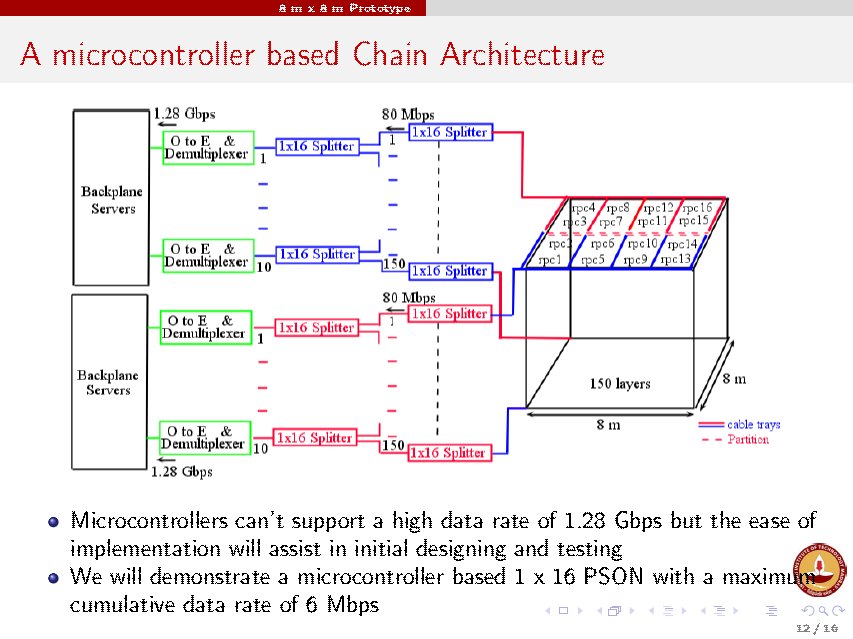 8 m x 8 m Prototype
A microcontroller based Chain Architecture
1.28 Gbps
80 Mbps
O to E &
Demultiplexer
1
1x16 Splitter
1
1x16 Splitter
Backplane
Servers
rpc4 rpc8 rpc12 rpc16
rpc3 rpc7 rpc11 rpc15
rpc6 rpc10 rpc14
rpc1 rpc5 rpc9 rpc13
O to E &
Demultiplexer
10
1x16 Splitter
150
1x16 Splitter
80 Mbps
O to E &
Demultiplexer
1
1x16 Splitter
1
1x16 Splitter
Backplane
Servers
150 layers
8 m
8 m
cable trays
Partition
O to E &
Demultiplexer
10
1x16 Splitter
150
1x16 Splitter
1.28 Gbps
Microcontrollers can't support a high data rate of 1.28 Gbps but the ease of
implementation will assist in initial designing and testing
We will demonstrate a microcontroller based 1 x 16 PSON with a maximum
cumulative data rate of 6 Mbps
12 / 16